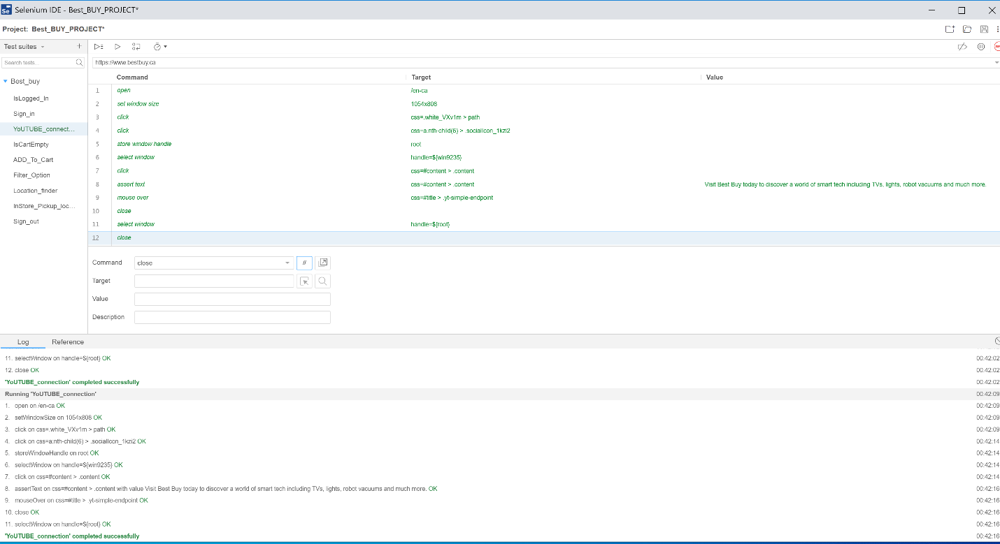 Se Selenium IDE - Best_BUY_PROJECT*
Project: Best_BUY_PROJECT*
Test suites +
Search tests...
https://www.bestbuy.ca
Best_buy
IsLogged_In
Sign_in
YoUTUBE_connect...
IsCartEmpty
ADD_To_Cart
Filter_Option
Location_finder
InStore_Pickup_loc...
Sign_out
Command Target Value
1 open /en-ca
2 set window size 1054x808
3 click css=.white_VXv1m > path
4 click css=a:nth-child(6) > .socialIcon_1kzi2
5 store window handle root
6 select window handle=${win9235}
7 click css=#content > .content
8 assert text css=#content > .content Visit Best Buy today to discover a world of smart tech including TVs, lights, robot vacuums and much more.
9 mouse over css=#title > .yt-simple-endpoint
10 close
11 select window handle=${root}
12 close
Command close //
Target
Value
Description
Log Reference
11. selectWindow on handle=${root} OK 00:42:02
12. close OK 00:42:02
'YoUTUBE_connection' completed successfully 00:42:02
Running 'YoUTUBE_connection' 00:42:09
1. open on /en-ca OK 00:42:09
2. setWindowSize on 1054x808 OK 00:42:09
3. click on css=.white_VXv1m > path OK 00:42:09
4. click on css=a:nth-child(6) > .socialIcon_1kzi2 OK 00:42:14
5. storeWindowHandle on root OK 00:42:14
6. selectWindow on handle=${win9235} OK 00:42:14
7. click on css=#content > .content OK 00:42:14
8. assertText on css=#content > .content with value Visit Best Buy today to discover a world of smart tech including TVs, lights, robot vacuums and much more. OK 00:42:16
9. mouseOver on css=#title > .yt-simple-endpoint OK 00:42:16
10. close OK 00:42:16
11. selectWindow on handle=${root} OK 00:42:16
'YoUTUBE_connection' completed successfully 00:42:16